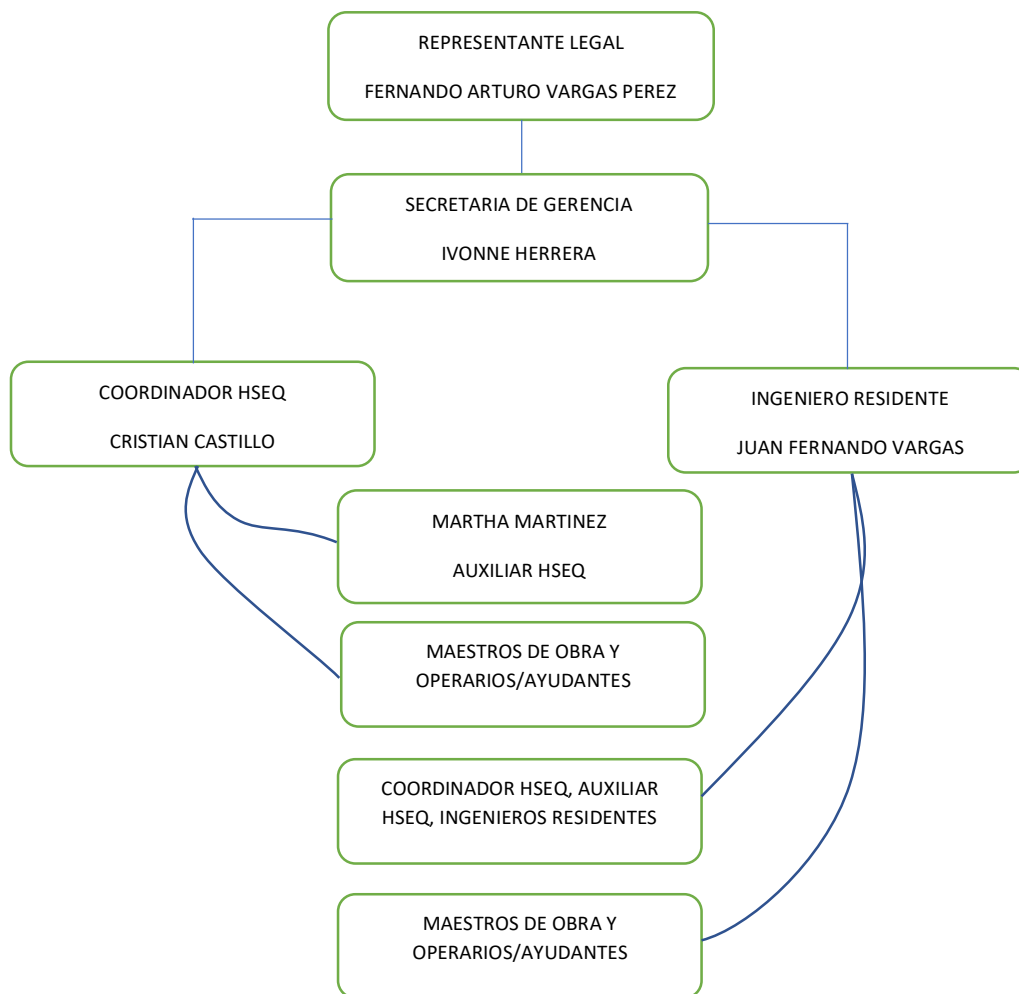 REPRESENTANTE LEGAL
FERNANDO ARTURO VARGAS PEREZ
SECRETARIA DE GERENCIA
IVONNE HERRERA
COORDINADOR HSEQ
CRISTIAN CASTILLO
INGENIERO RESIDENTE
JUAN FERNANDO VARGAS
MARTHA MARTINEZ
AUXILIAR HSEQ
MAESTROS DE OBRA Y
OPERARIOS/AYUDANTES
COORDINADOR HSEQ, AUXILIAR
HSEQ, INGENIEROS RESIDENTES
MAESTROS DE OBRA Y
OPERARIOS/AYUDANTES